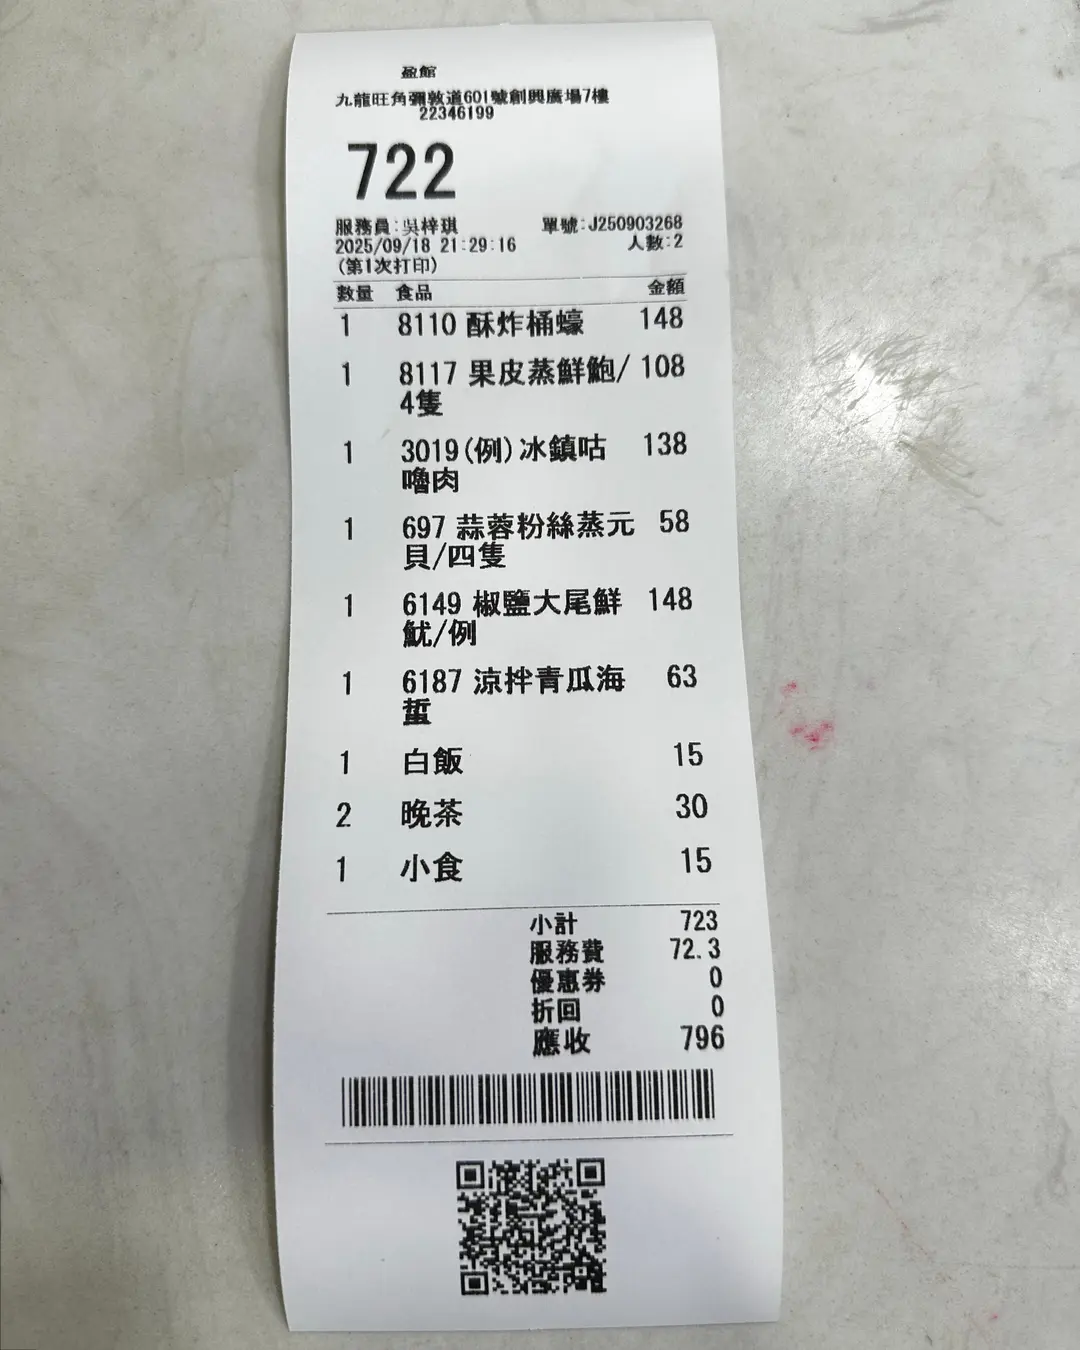 盈館
九龍旺角彌敦道601號創興廣場7樓
22346199
722
服務員:吳梓琪 單號:J250903268
2025/09/18 21:29:16 人數:2
(第1次打印)
數量 食品 金額
1 8110 酥炸桶蠔 148
1 8117 果皮蒸鮮鮑/ 108
4隻
1 3019(例)冰鎮咕 138
嚕肉
1 697 蒜蓉粉絲蒸元 58
貝/四隻
1 6149 椒鹽大尾鮮 148
魷/例
1 6187 涼拌青瓜海 63
蜇
1 白飯 15
2 晚茶 30
1 小食 15
小計 723
服務費 72.3
優惠券 0
折回 0
應收 796